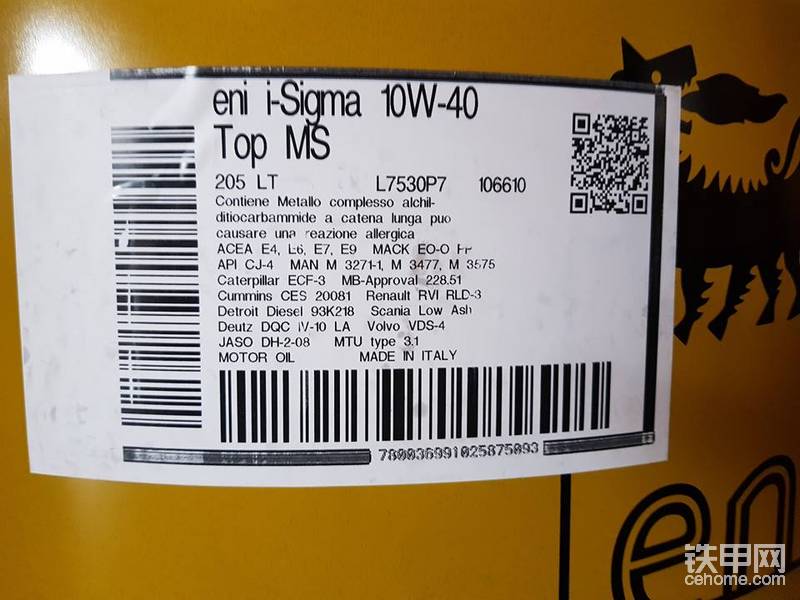 eni i-Sigma 10W-40
Top MS
205 LT L7530P7 106610
Contiene Metallo complesso alchil-
ditiocarbammide a catena lunga puo
causare una reazione allergica
ACEA E4, E6, E7, E9 MACK EO-O PP
API CJ-4 MAN M 3271-1, M 3477, M 3575
Caterpillar ECF-3 MB-Approval 228.51
Cummins CES 20081 Renault RVI RLD-3
Detroit Diesel 93K218 Scania Low Ash
Deutz DQC IV-10 LA Volvo VDS-4
JASO DH-2-08 MTU type 3.1
MOTOR OIL MADE IN ITALY
780036991025875093
en
铁甲网
cehome.com